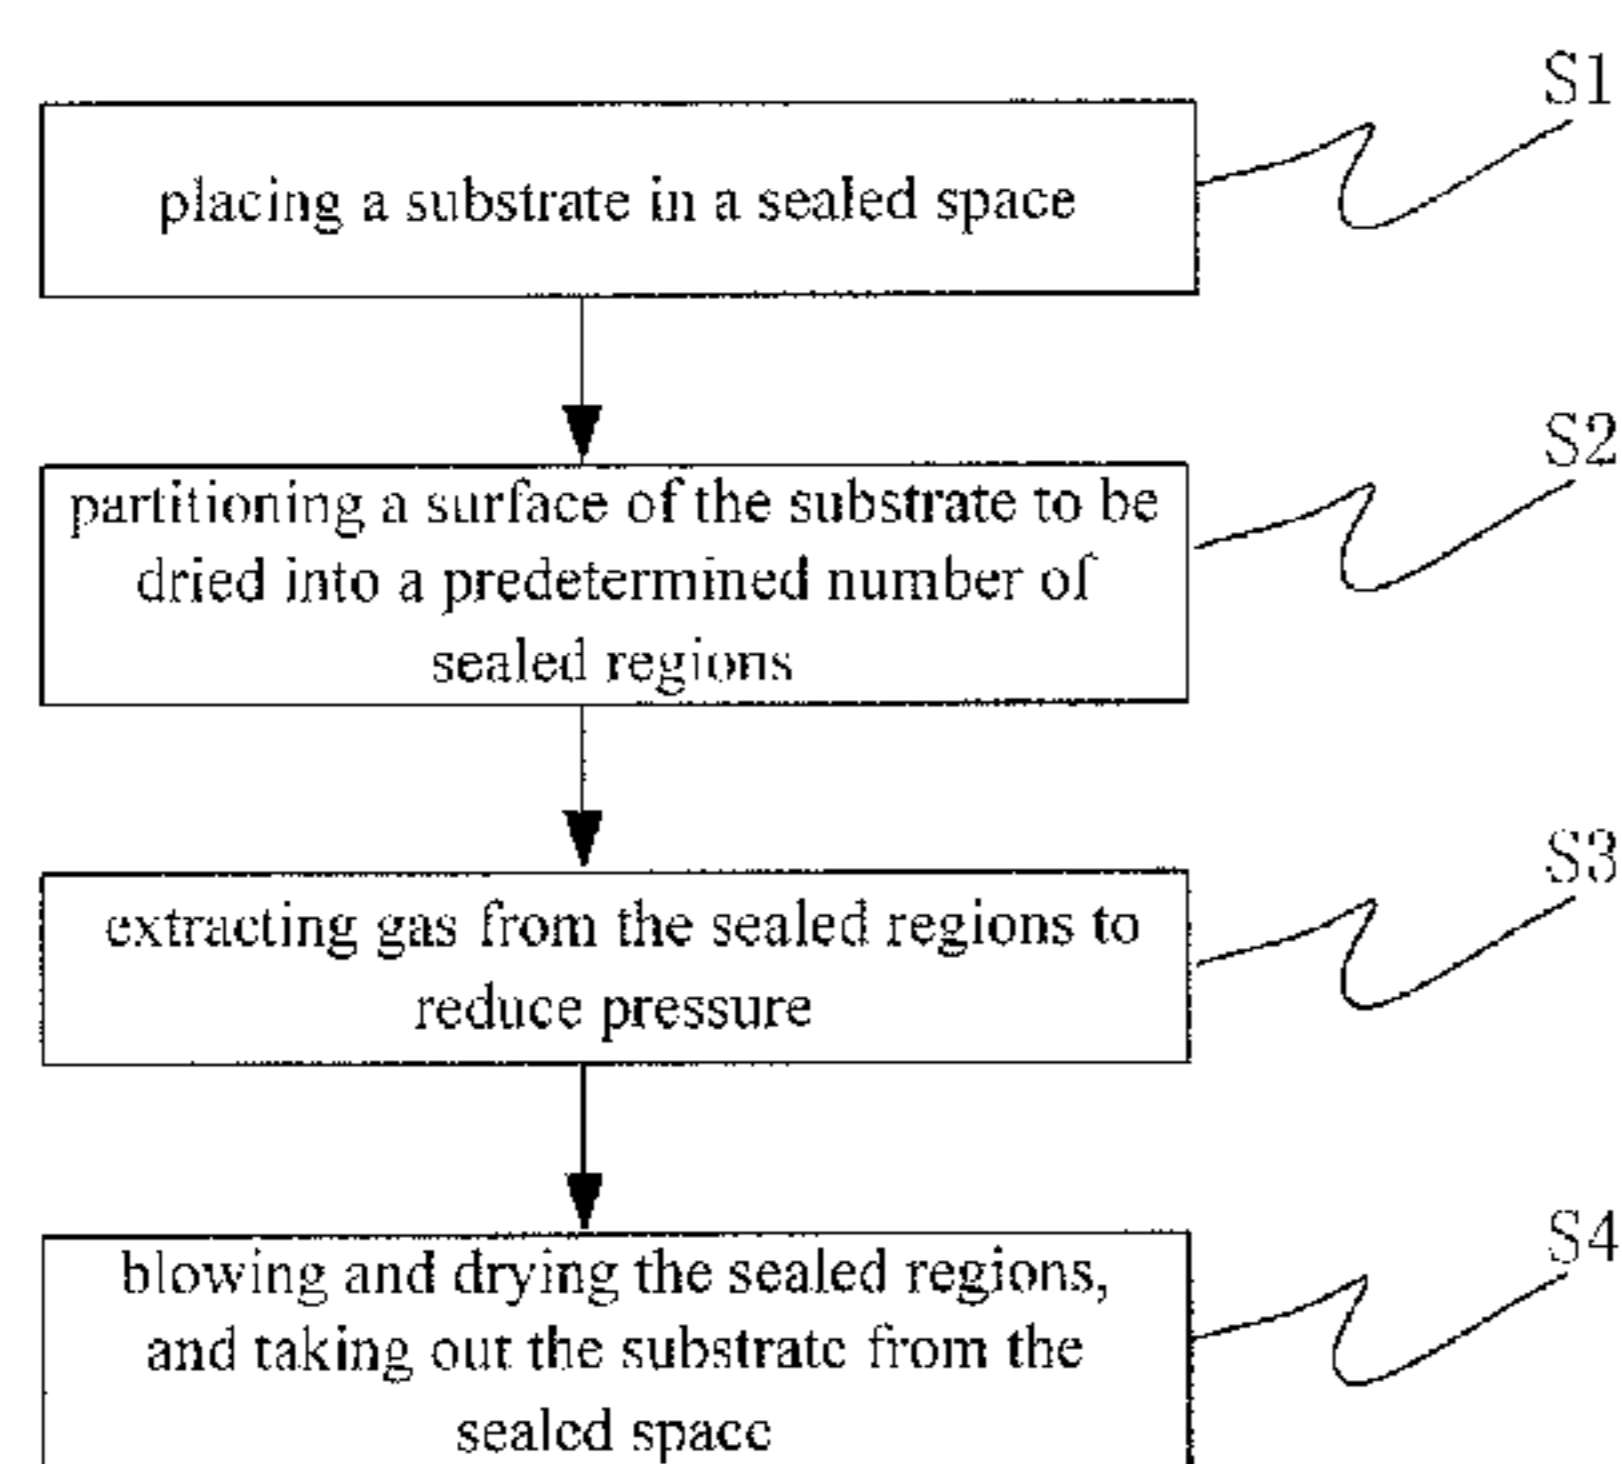 S1
placing a substrate in a sealed space
S2
partitioning a surface of the substrate to be
dried into a predetermined number of
sealed regions
S3
extracting gas from the sealed regions to
reduce pressure
S4
blowing and drying the sealed regions,
and taking out the substrate from the
sealed space